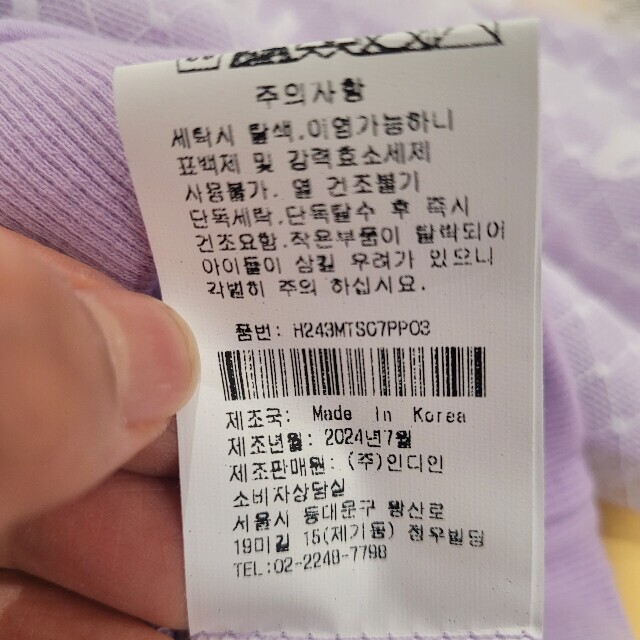 주의사항
세탁시 탈색,이염가능하니
표백제 및 강력효소세제
사용불가. 열 건조불기
단독세탁,단독탈수 후 즉시
건조요함.작은부품이 탈락되어
아이들이 삼킬 우려가 있으니
각별히 주의 하십시요.
품번: H243MTS07PP03
제조국: Made In Korea
제조년월: 2024년7월
제조판매원: (주)인디인
소비자상담실
서울시 동대문구 왕산로
19마길 15(제기동) 전우빌딩
TEL:02-2248-7798